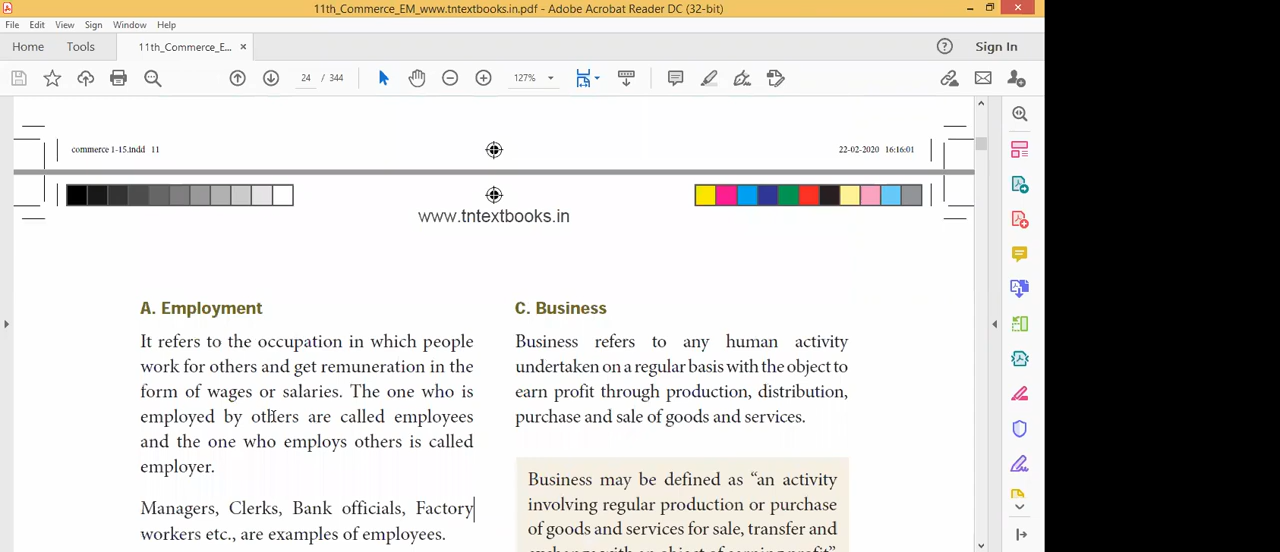 11th_Commerce_EM_www.tntextbooks.in.pdf - Adobe Acrobat Reader DC (32-bit)
File Edit View Sign Window Help
Home Tools 11th_Commerce_E... × Sign In
24 / 344 127%
commerce 1-15.indd 11 22-02-2020 16:16:01
www.tntextbooks.in
A. Employment
It refers to the occupation in which people
work for others and get remuneration in the
form of wages or salaries. The one who is
employed by others are called employees
and the one who employs others is called
employer.
Managers, Clerks, Bank officials, Factory
workers etc., are examples of employees.
C. Business
Business refers to any human activity
undertaken on a regular basis with the object to
earn profit through production, distribution,
purchase and sale of goods and services.
Business may be defined as “an activity
involving regular production or purchase
of goods and services for sale, transfer and
exchange with an object of earning profit”